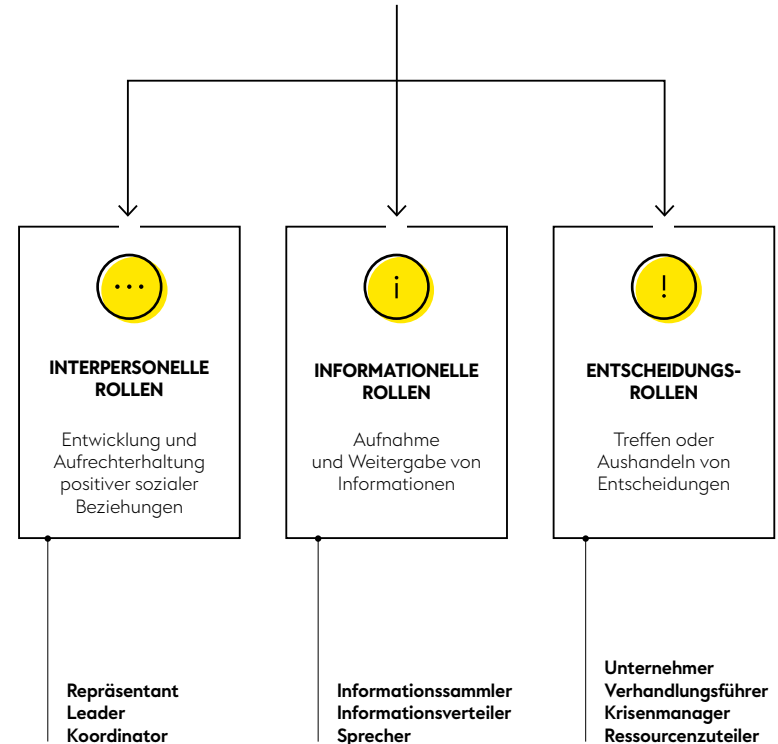 ...
INTERPERSONELLE
ROLLEN
Entwicklung und
Aufrechterhaltung
positiver sozialer
Beziehungen
Repräsentant
Leader
Koordinator
i
INFORMATIONELLE
ROLLEN
Aufnahme
und Weitergabe von
Informationen
Informationssammler
Informationsverteiler
Sprecher
!
ENTSCHEIDUNGS-
ROLLEN
Treffen oder
Aushandeln von
Entscheidungen
Unternehmer
Verhandlungsführer
Krisenmanager
Ressourcenzuteiler